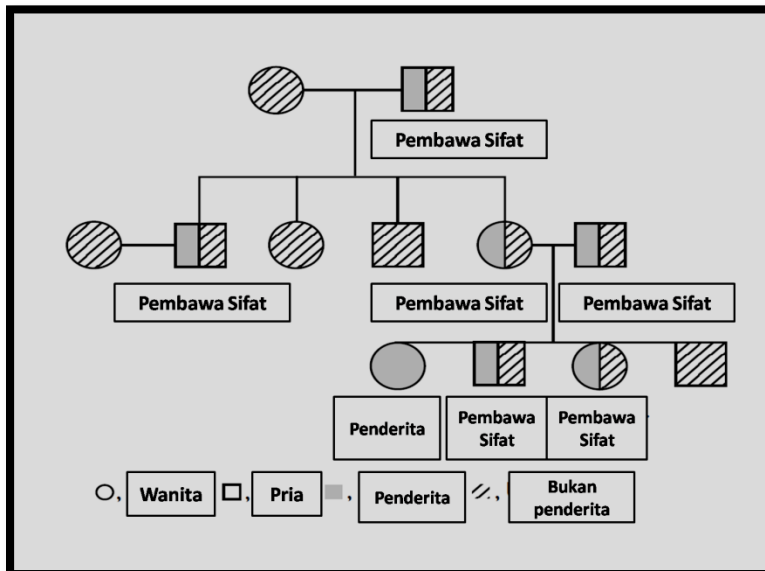 Pembawa Sifat
Pembawa Sifat
Pembawa Sifat
Pembawa Sifat
Penderita
Pembawa
Sifat
Pembawa
Sifat
, Wanita , Pria , Penderita , Bukan
penderita